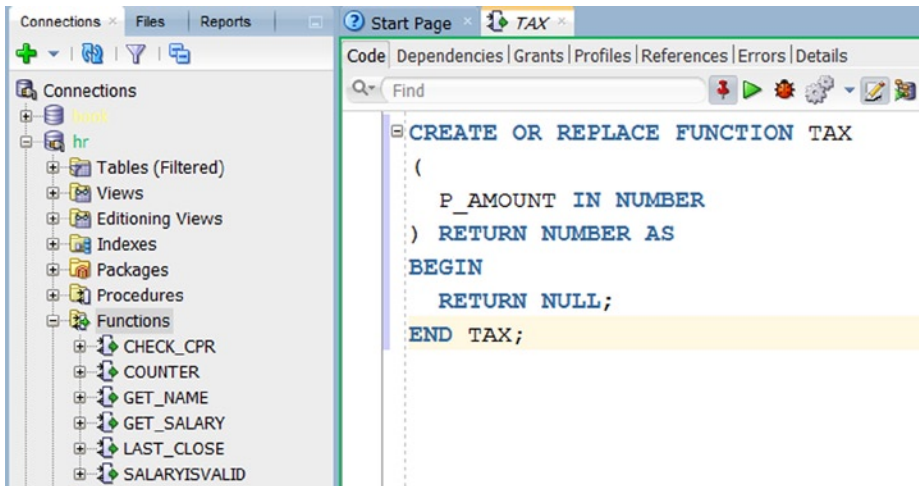 Connections
Files
Reports
Start Page
TAX
Code
Dependencies
Grants
Profiles
References
Errors
Details
Find
Connections
hr
Tables (Filtered)
Views
Editioning Views
Indexes
Packages
Procedures
Functions
CHECK_CPR
COUNTER
GET_NAME
GET_SALARY
LAST_CLOSE
SALARYISVALID
CREATE OR REPLACE FUNCTION TAX
(
P_AMOUNT IN NUMBER
) RETURN NUMBER AS
BEGIN
RETURN NULL;
END TAX;